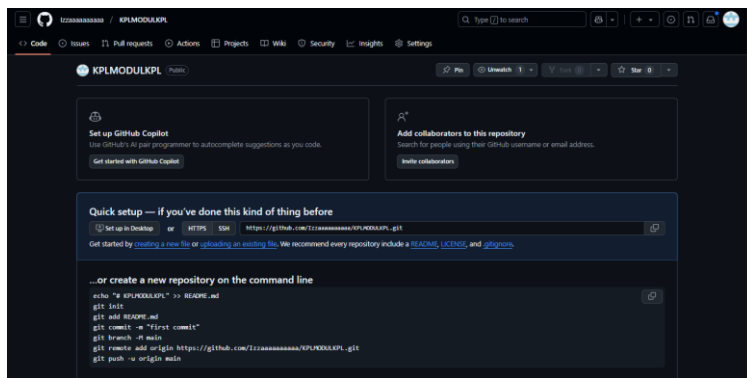 Izzaaaaaaaaa / KPLMODULKPL
Type / to search
Code Issues Pull requests Actions Projects Wiki Security Insights Settings
KPLMODULKPL Public
Pin Unwatch 1 Fork Star 0
Set up GitHub Copilot
Use GitHub's AI pair programmer to autocomplete suggestions as you code.
Get started with GitHub Copilot
Add collaborators to this repository
Search for people using their GitHub username or email address.
Invite collaborators
Quick setup — if you've done this kind of thing before
Set up in Desktop or HTTPS SSH https://github.com/Izzaaaaaaaaa/KPLMODULKPL.git
Get started by creating a new file or uploading an existing file. We recommend every repository include a README, LICENSE, and .gitignore.
...or create a new repository on the command line
echo "# KPLMODULKPL" >> README.md
git init
git add README.md
git commit -m "first commit"
git branch -M main
git remote add origin https://github.com/Izzaaaaaaaaa/KPLMODULKPL.git
git push -u origin main